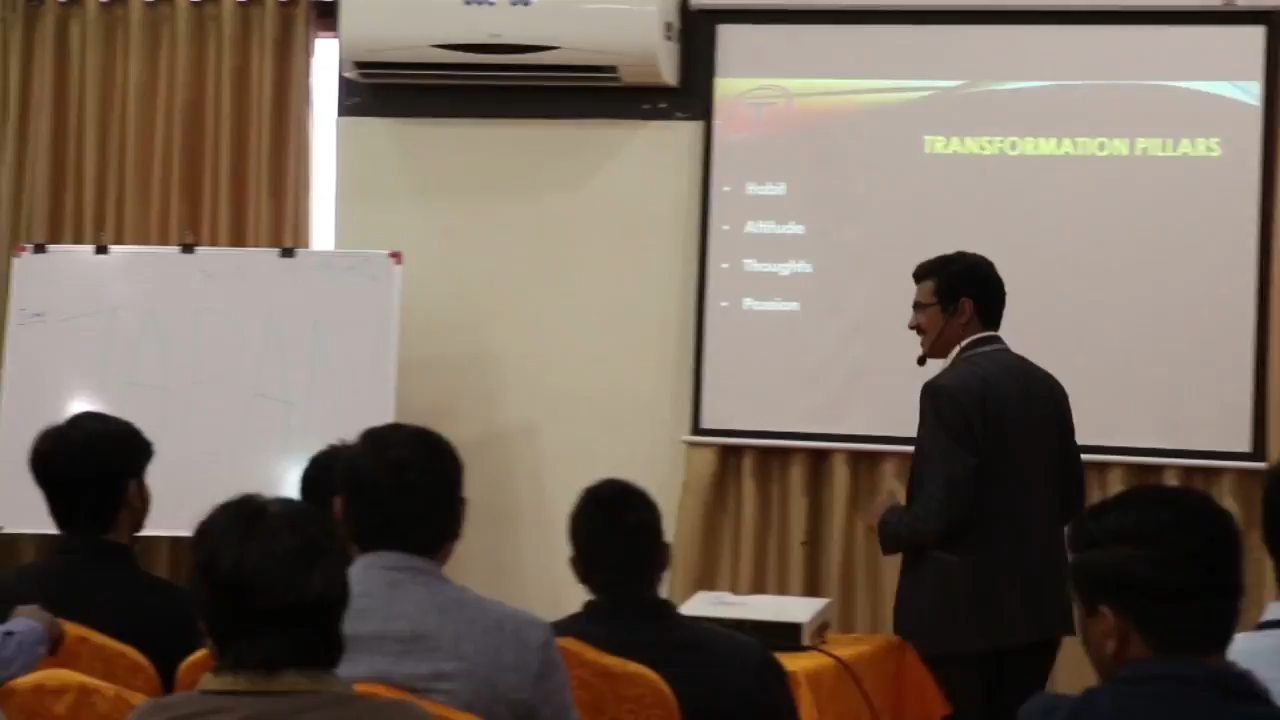 TRANSFORMATION PILLARS
- Habit
- Attitude
- Thoughts
- Passion